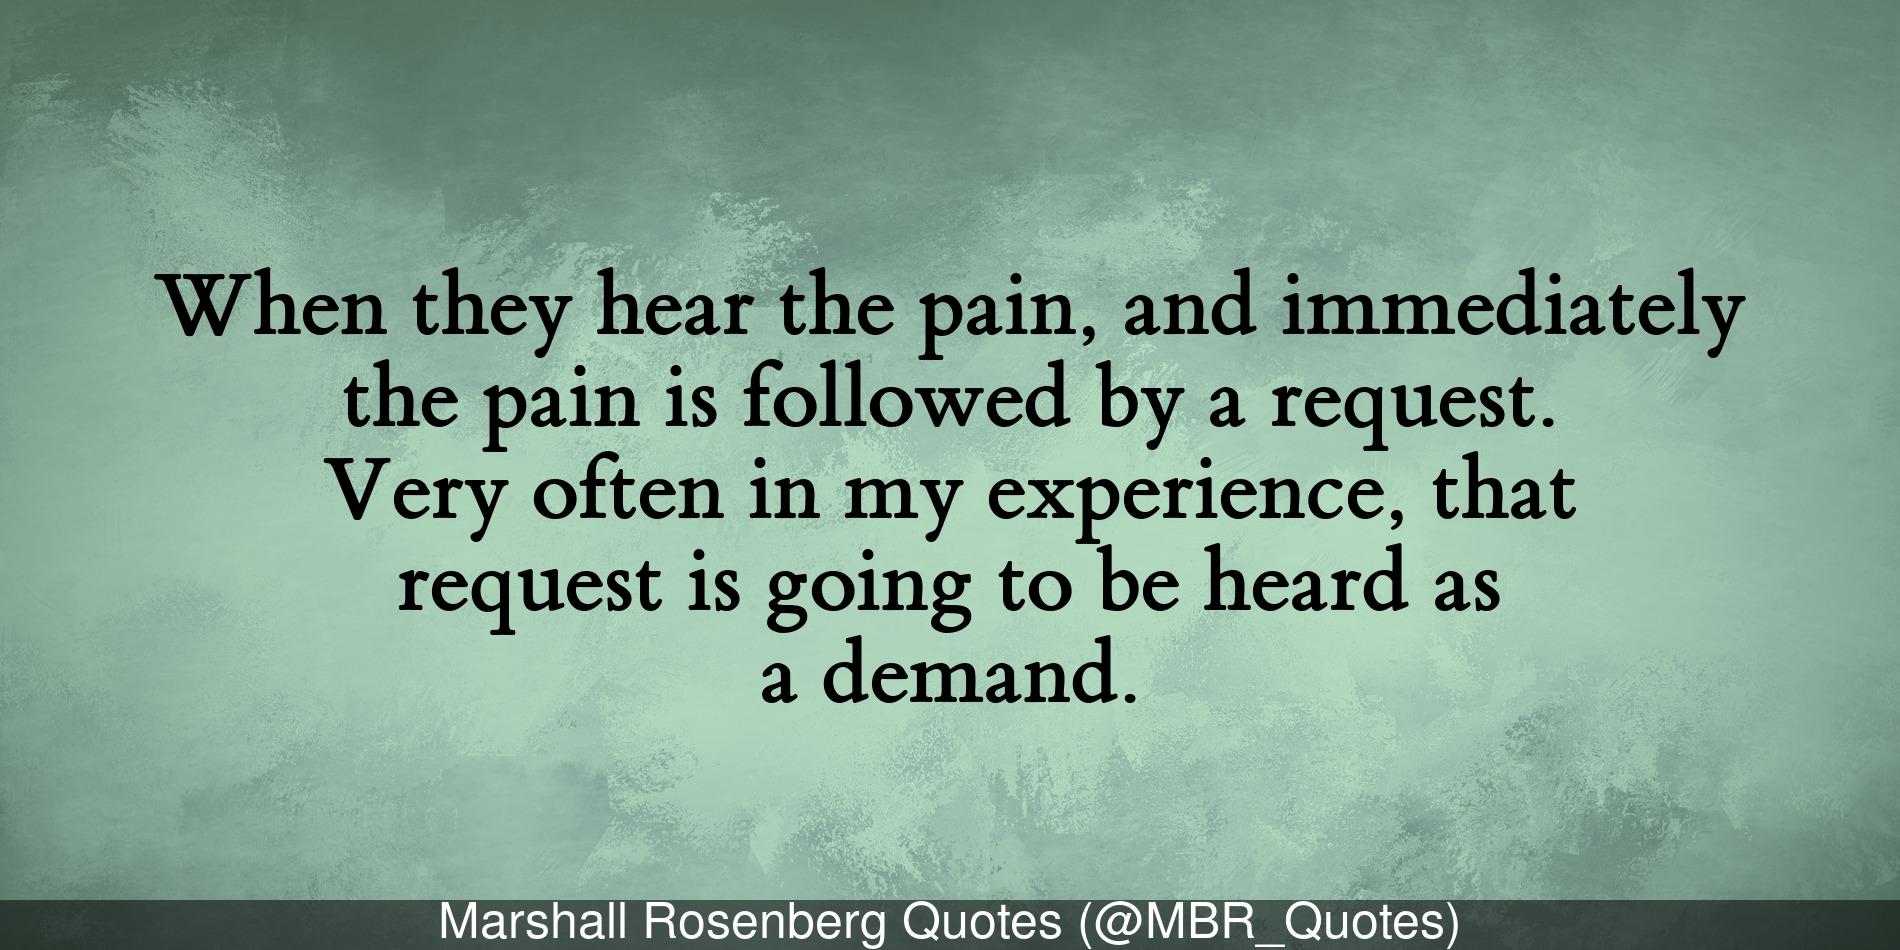 When they hear the pain, and immediately
the pain is followed by a request.
Very often in my experience, that
request is going to be heard as
a demand.
Marshall Rosenberg Quotes (@MBR_Quotes)